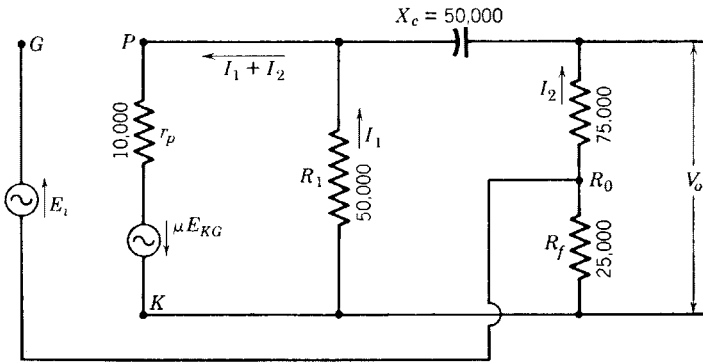 X_c = 50,000
G
P
I_1 + I_2
10,000
r_p
I_1
R_1
50,000
I_2
75,000
R_0
V_o
E_i
μE_KG
R_f
25,000
K